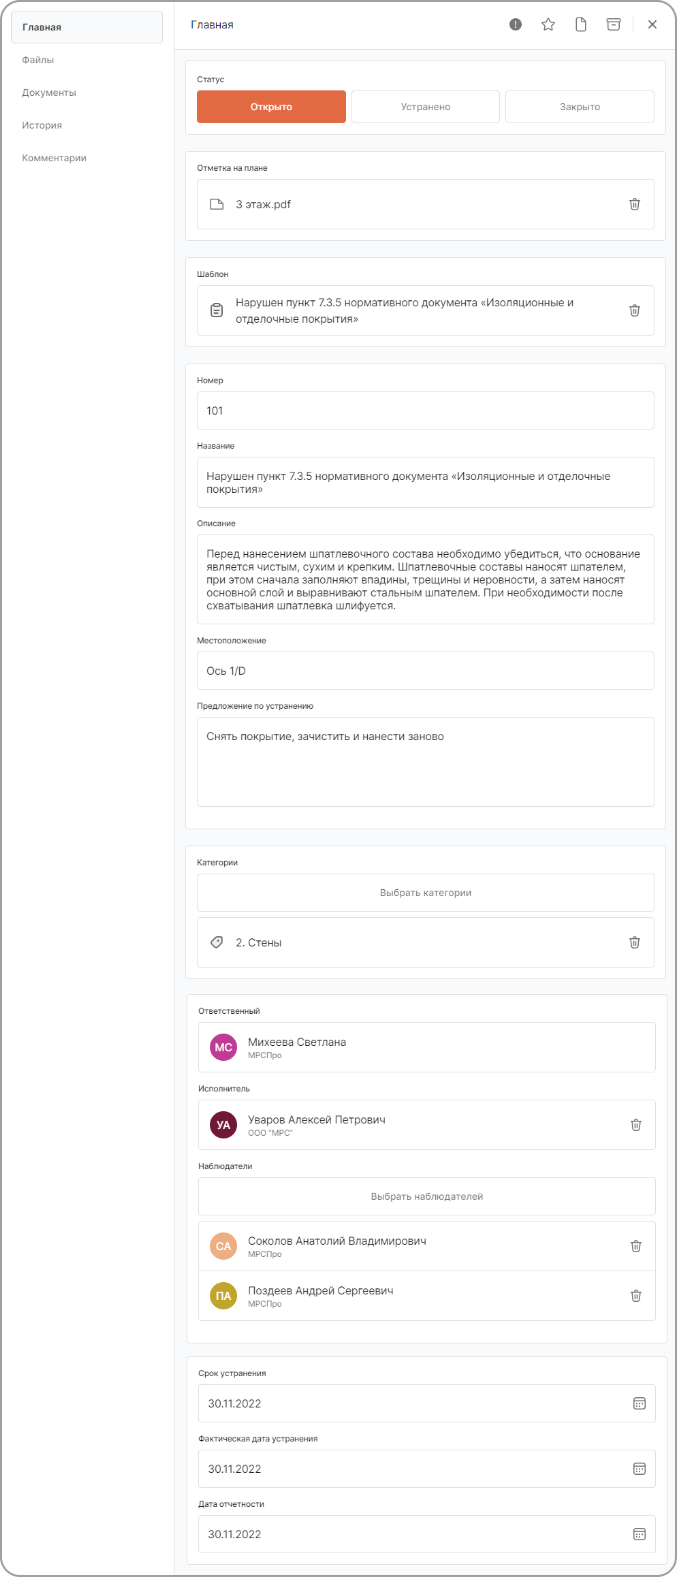 Главная
Файлы
Документы
История
Комментарии
Главная
Статус
Открыто
Устранено
Закрыто
Отметка на плане
3 этаж.pdf
Шаблон
Нарушен пункт 7.3.5 нормативного документа «Изоляционные и
отделочные покрытия»
Номер
101
Название
Нарушен пункт 7.3.5 нормативного документа «Изоляционные и отделочные
покрытия»
Описание
Перед нанесением шпатлевочного состава необходимо убедиться, что основание
является чистым, сухим и крепким. Шпатлевочные составы наносят шпателем,
при этом сначала заполняют впадины, трещины и неровности, а затем наносят
основной слой и выравнивают стальным шпателем. При необходимости после
схватывания шпатлевка шлифуется.
Местоположение
Ось 1/D
Предложение по устранению
Снять покрытие, зачистить и нанести заново
Категории
Выбрать категории
2. Стены
Ответственный
МС
Михеева Светлана
МРСПро
Исполнитель
УА
Уваров Алексей Петрович
ООО "МРС"
Наблюдатели
Выбрать наблюдателей
СА
Соколов Анатолий Владимирович
МРСПро
ПА
Поздеев Андрей Сергеевич
МРСПро
Срок устранения
30.11.2022
Фактическая дата устранения
30.11.2022
Дата отчетности
30.11.2022